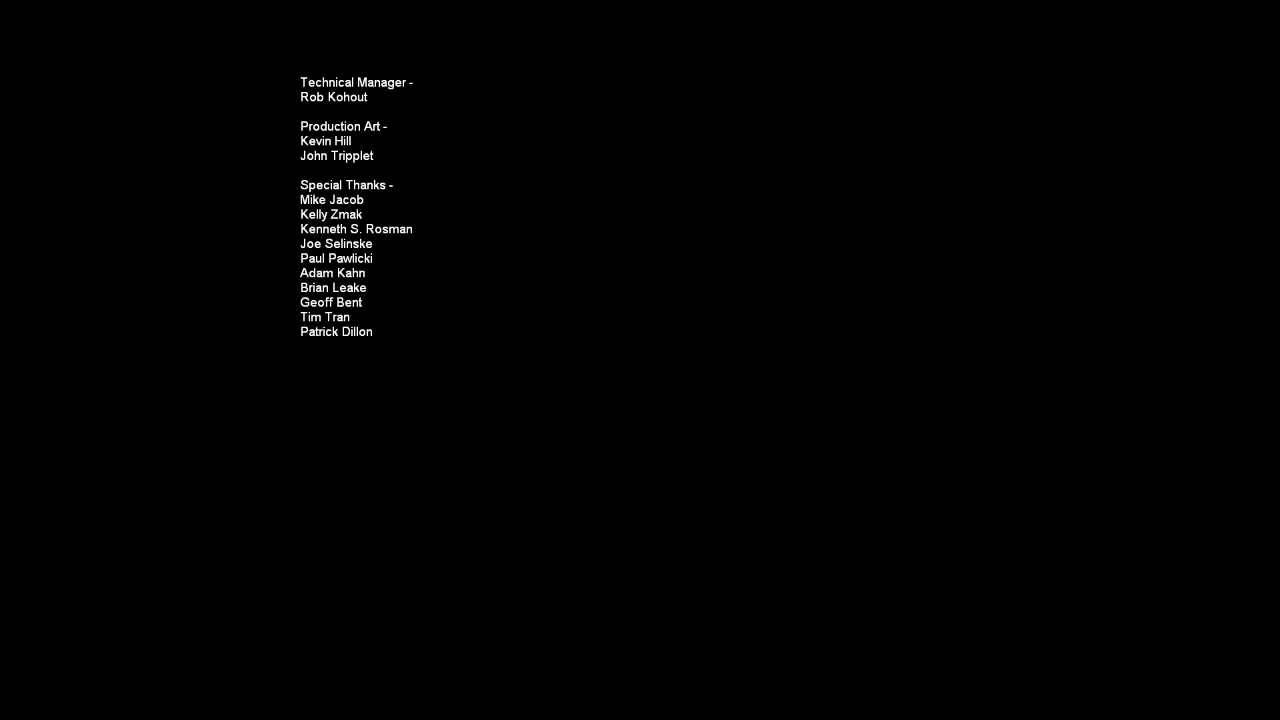 Technical Manager -
Rob Kohout
Production Art -
Kevin Hill
John Tripplet
Special Thanks -
Mike Jacob
Kelly Zmak
Kenneth S. Rosman
Joe Selinske
Paul Pawlicki
Adam Kahn
Brian Leake
Geoff Bent
Tim Tran
Patrick Dillon